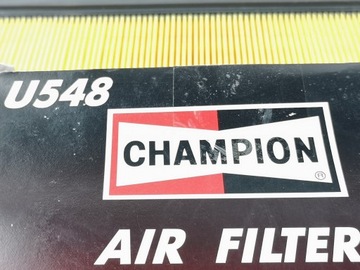 U548
CHAMPION
®
AIR FILTER